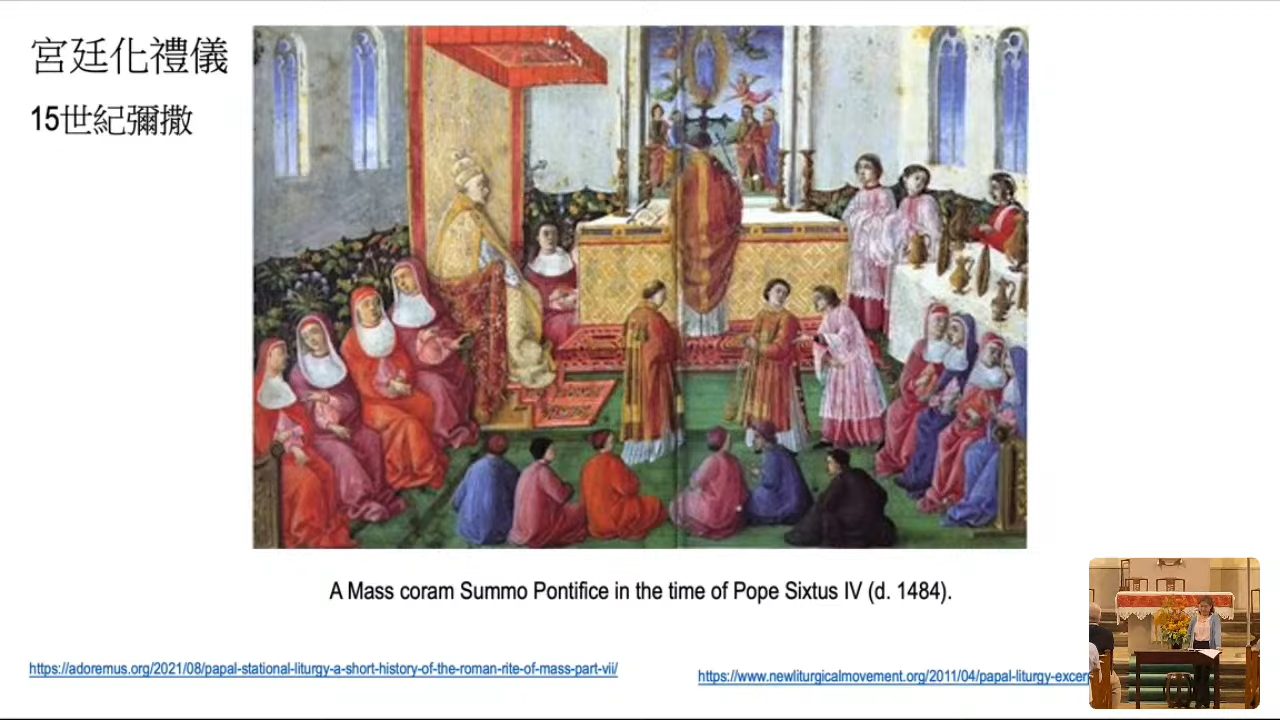 宮廷化禮儀
15世紀彌撒
A Mass coram Summo Pontifice in the time of Pope Sixtus IV (d. 1484).
https://adoremus.org/2021/08/papal-stational-liturgy-a-short-history-of-the-roman-rite-of-mass-part-vii/
https://www.newliturgicalmovement.org/2011/04/papal-liturgy-excer